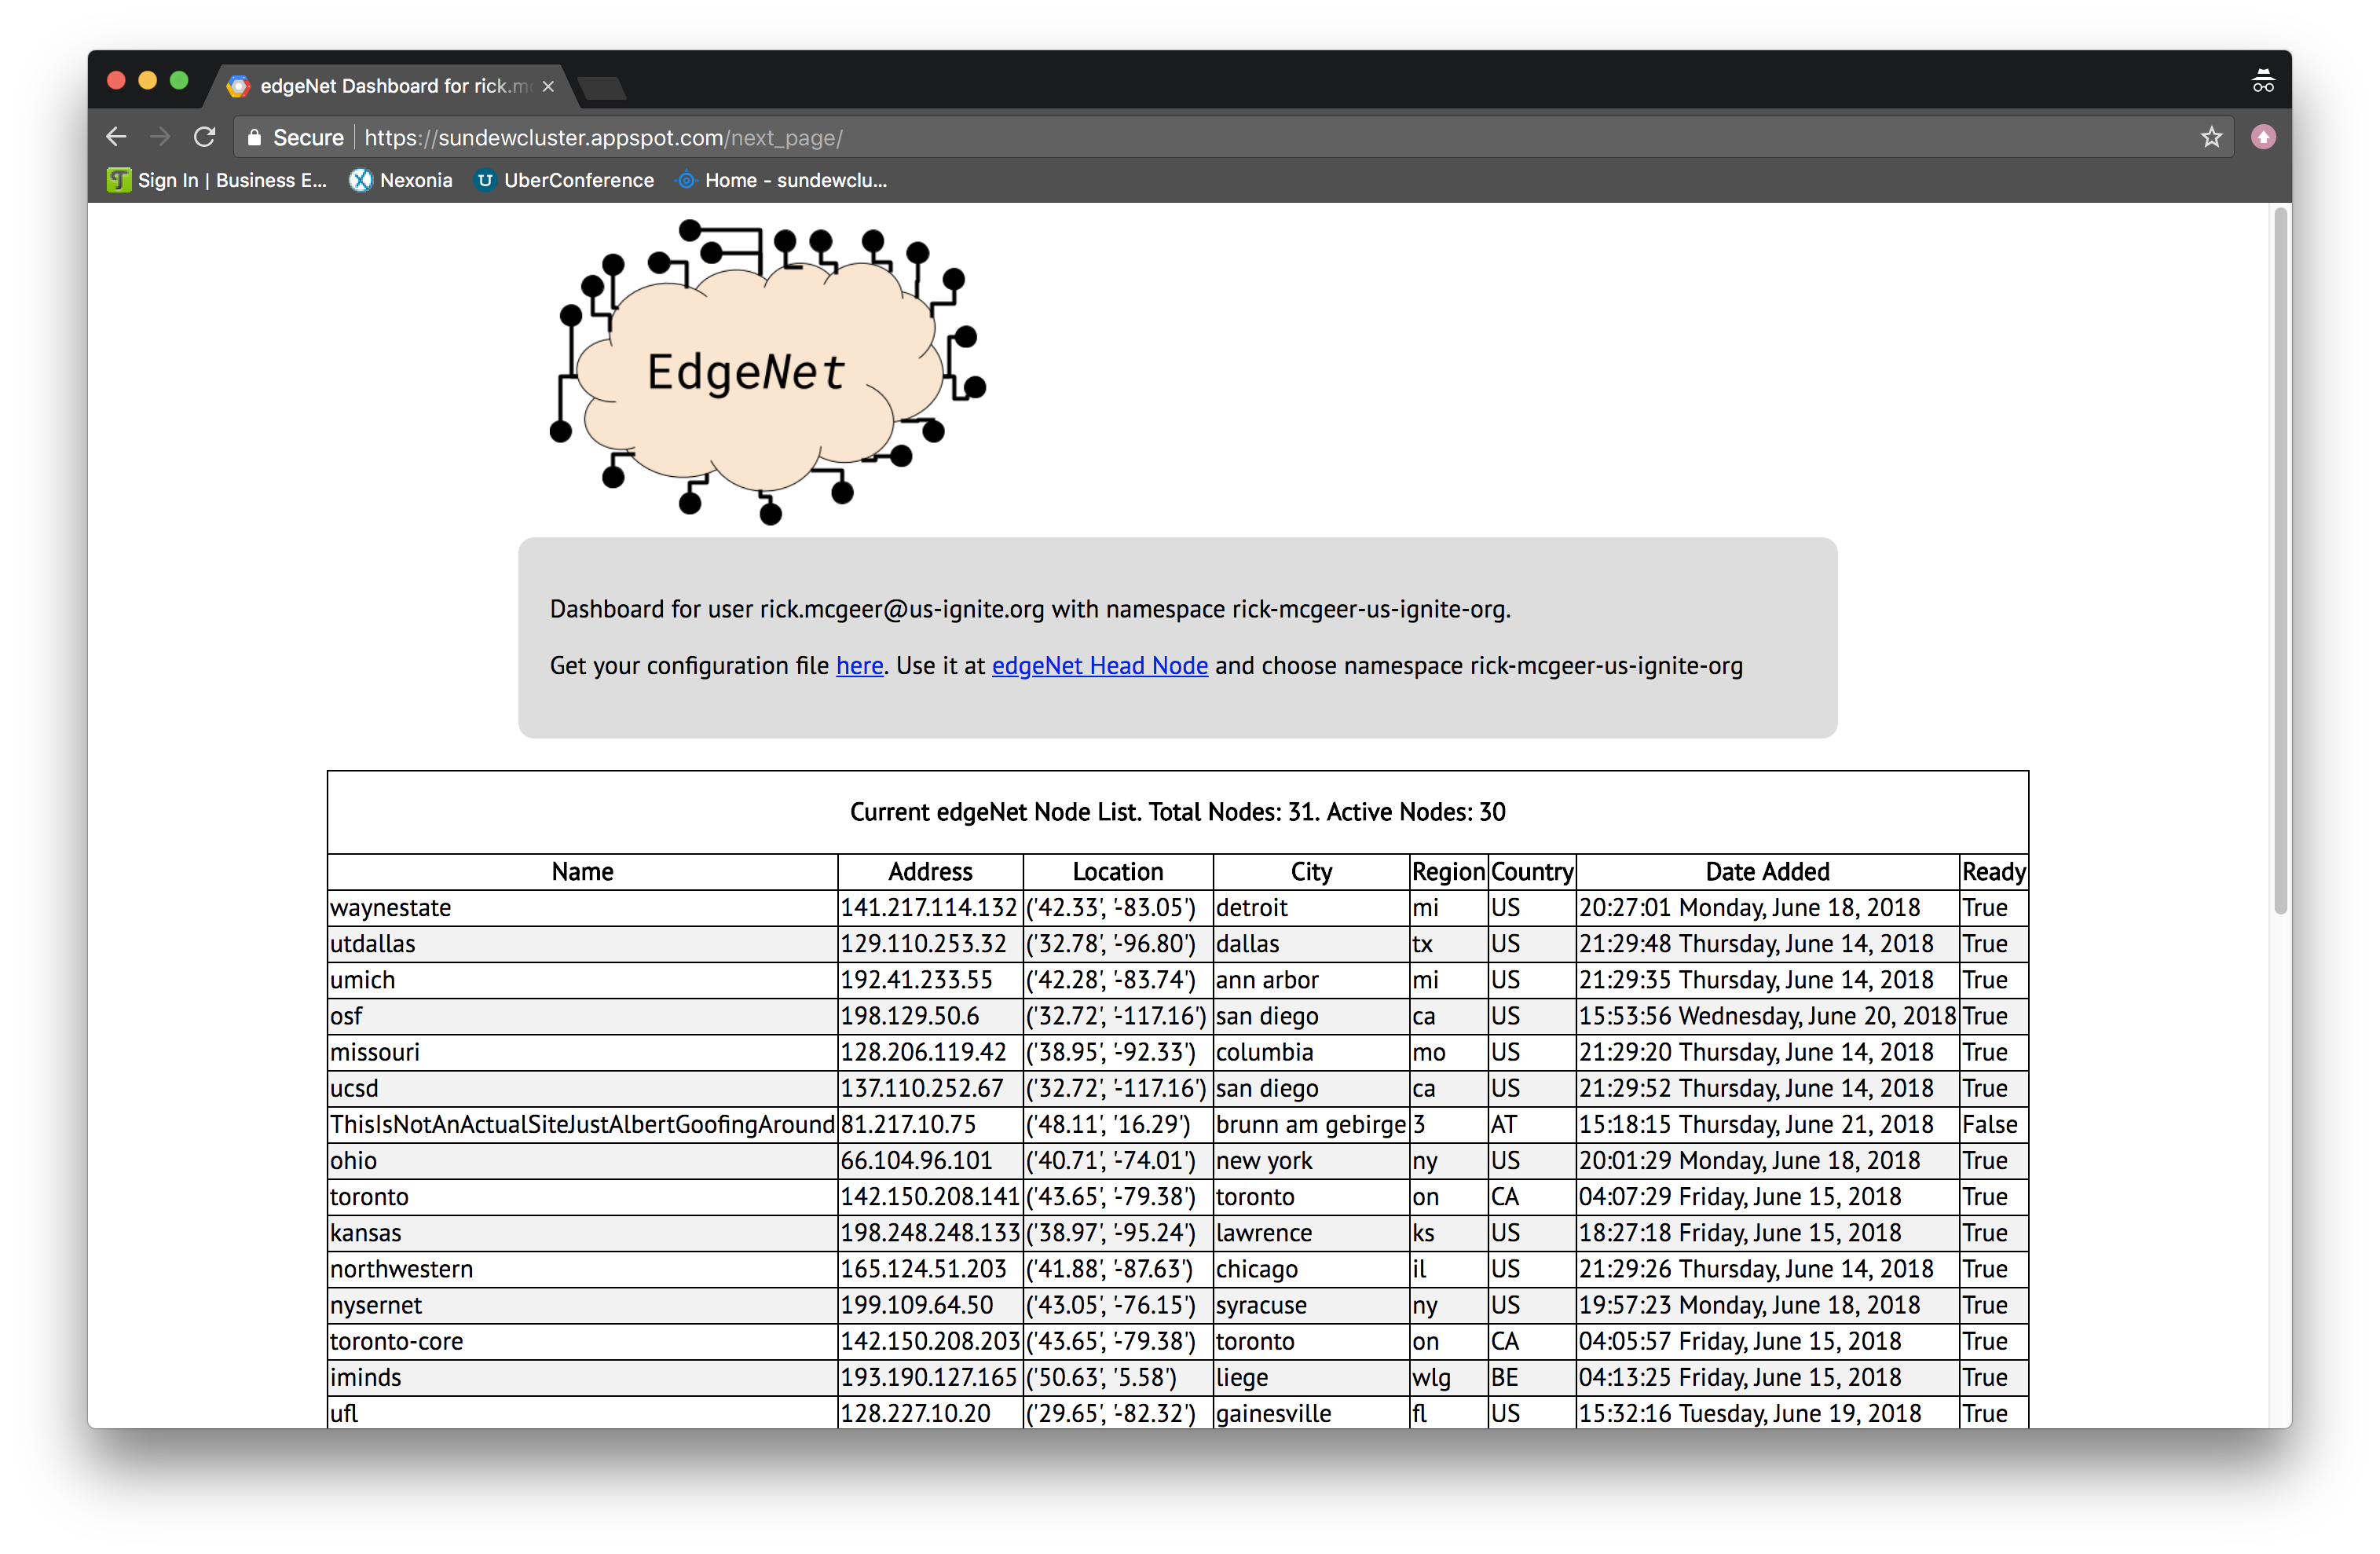 edgeNet Dashboard for rick.mc
Secure https://sundewcluster.appspot.com/next_page/
Sign In | Business E... Nexonia UberConference Home - sundewclu...
EdgeNet
Dashboard for user rick.mcgeer@us-ignite.org with namespace rick-mcgeer-us-ignite-org.
Get your configuration file here. Use it at edgeNet Head Node and choose namespace rick-mcgeer-us-ignite-org
Current edgeNet Node List. Total Nodes: 31. Active Nodes: 30
Name Address Location City Region Country Date Added Ready
waynestate 141.217.114.132 ('42.33', '-83.05') detroit mi US 20:27:01 Monday, June 18, 2018 True
utdallas 129.110.253.32 ('32.78', '-96.80') dallas tx US 21:29:48 Thursday, June 14, 2018 True
umich 192.41.233.55 ('42.28', '-83.74') ann arbor mi US 21:29:35 Thursday, June 14, 2018 True
osf 198.129.50.6 ('32.72', '-117.16') san diego ca US 15:53:56 Wednesday, June 20, 2018 True
missouri 128.206.119.42 ('38.95', '-92.33') columbia mo US 21:29:20 Thursday, June 14, 2018 True
ucsd 137.110.252.67 ('32.72', '-117.16') san diego ca US 21:29:52 Thursday, June 14, 2018 True
ThisIsNotAnActualSiteJustAlbertGoofingAround 81.217.10.75 ('48.11', '16.29') brunn am gebirge 3 AT 15:18:15 Thursday, June 21, 2018 False
ohio 66.104.96.101 ('40.71', '-74.01') new york ny US 20:01:29 Monday, June 18, 2018 True
toronto 142.150.208.141 ('43.65', '-79.38') toronto on CA 04:07:29 Friday, June 15, 2018 True
kansas 198.248.248.133 ('38.97', '-95.24') lawrence ks US 18:27:18 Friday, June 15, 2018 True
northwestern 165.124.51.203 ('41.88', '-87.63') chicago il US 21:29:26 Thursday, June 14, 2018 True
nysernet 199.109.64.50 ('43.05', '-76.15') syracuse ny US 19:57:23 Monday, June 18, 2018 True
toronto-core 142.150.208.203 ('43.65', '-79.38') toronto on CA 04:05:57 Friday, June 15, 2018 True
iminds 193.190.127.165 ('50.63', '5.58') liege wlg BE 04:13:25 Friday, June 15, 2018 True
ufl 128.227.10.20 ('29.65', '-82.32') gainesville fl US 15:32:16 Tuesday, June 19, 2018 True